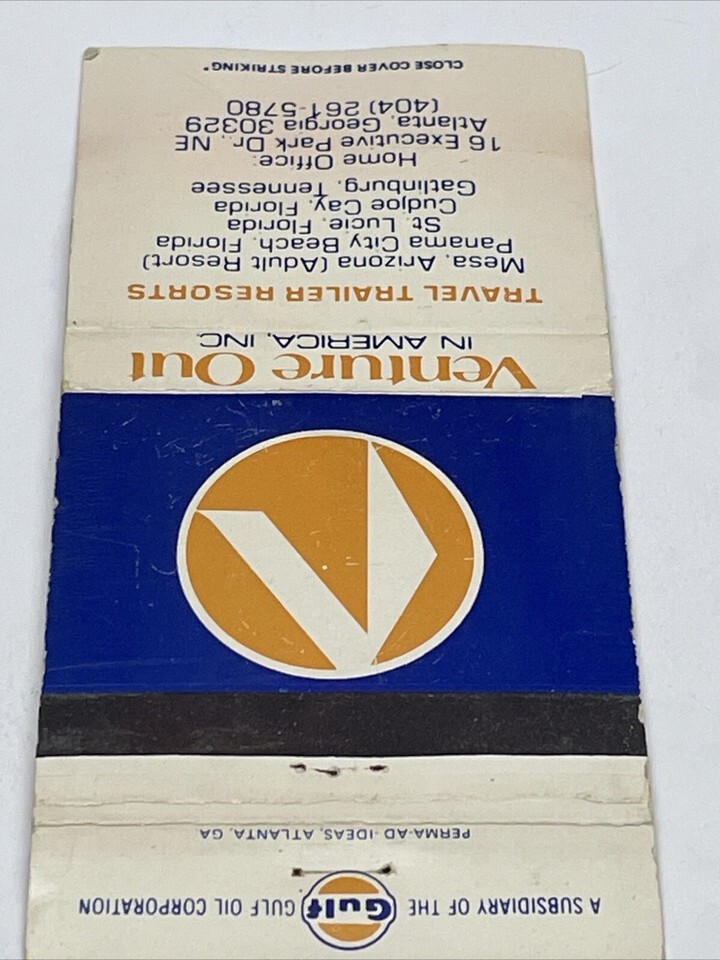 A SUBSIDIARY OF THE Gulf GULF OIL CORPORATION
PERMA-AD-IDEAS, ATLANTA, GA
Venture Out
IN AMERICA, INC.
TRAVEL TRAILER RESORTS
Mesa, Arizona (Adult Resort)
Panama City Beach, Florida
St. Lucie, Florida
Cudjoe Cay, Florida
Gatlinburg, Tennessee
Home Office:
16 Executive Park Dr., NE
Atlanta, Georgia 30329
(404) 261-5780
CLOSE COVER BEFORE STRIKING